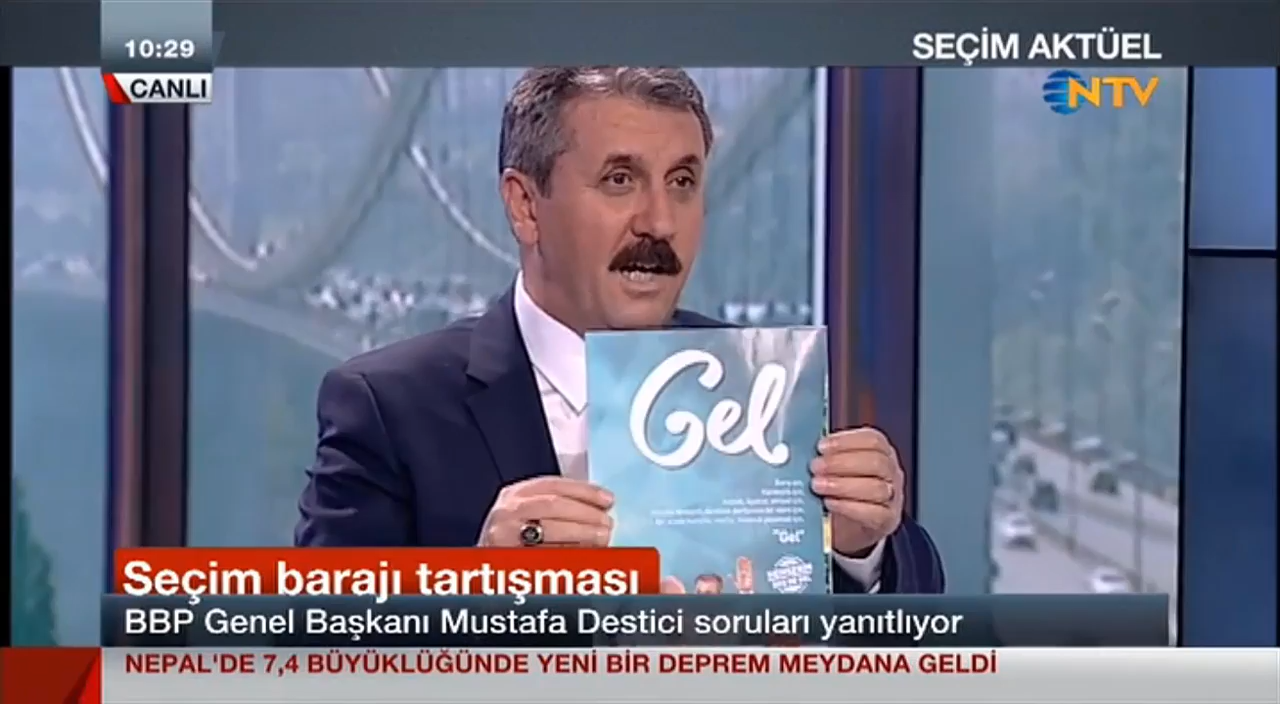 10:29
CANLI
SEÇİM AKTÜEL
NTV
Gel
"Gel"
Seçim barajı tartışması
BBP Genel Başkanı Mustafa Destici soruları yanıtlıyor
NEPAL'DE 7,4 BÜYÜKLÜĞÜNDE YENİ BİR DEPREM MEYDANA GELDİ